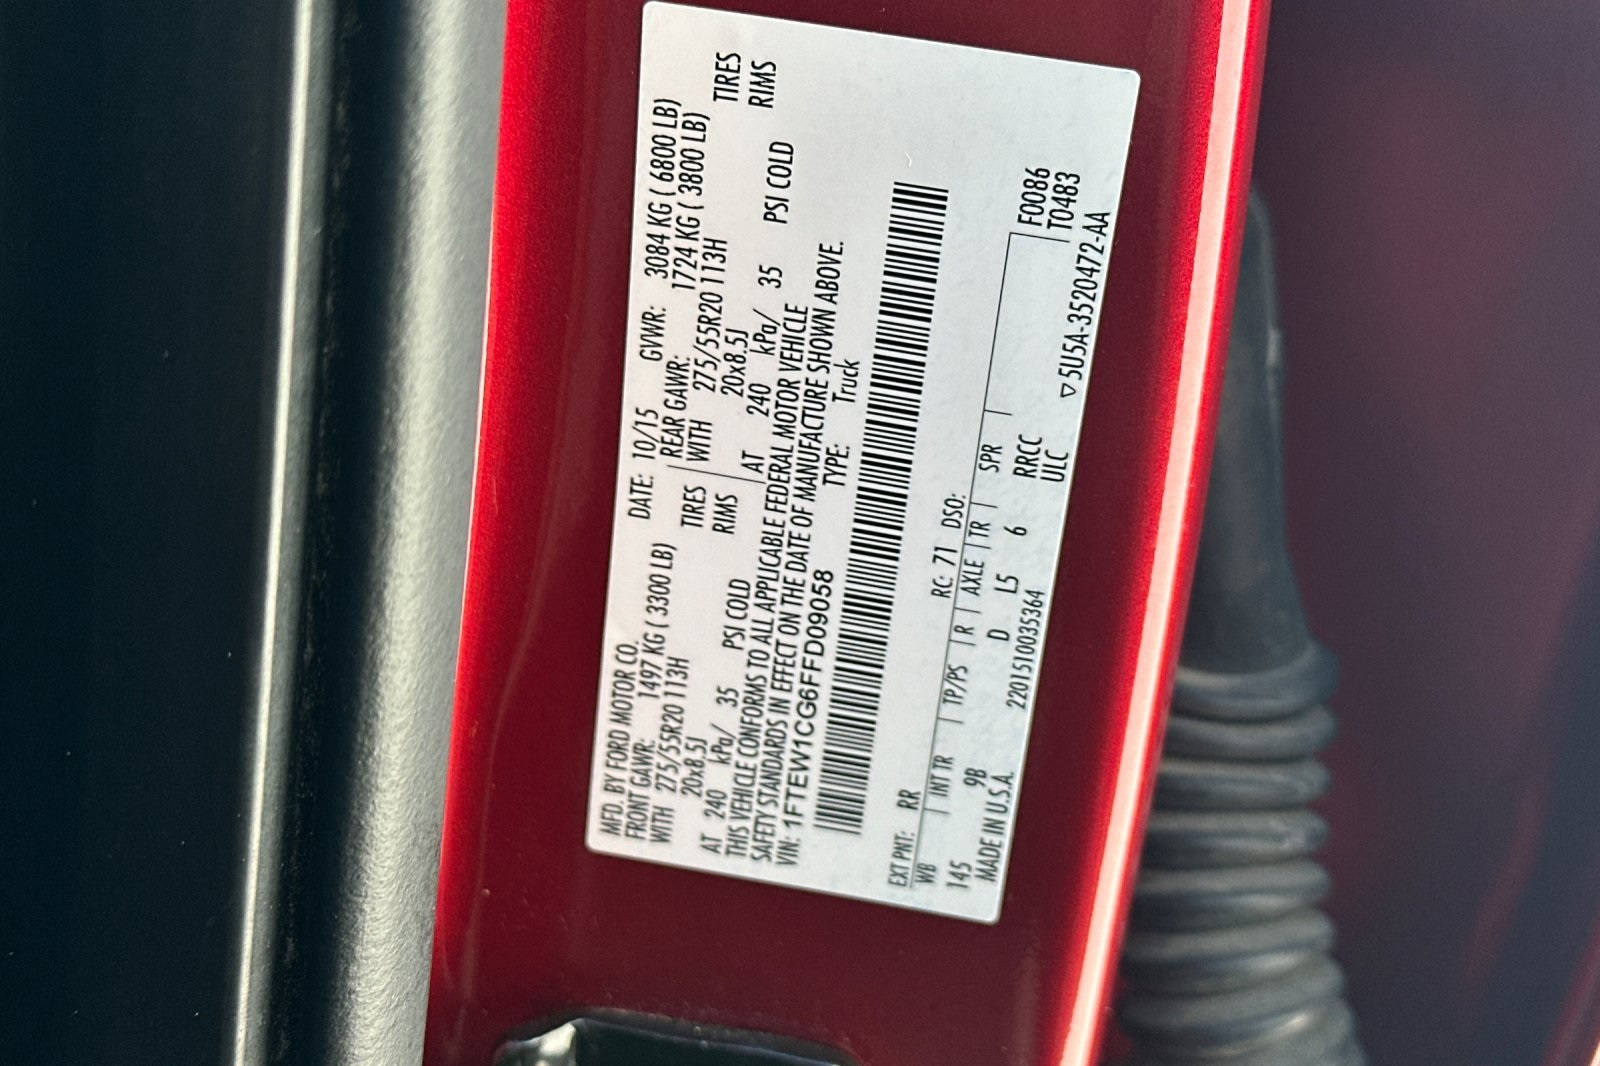 MFD. BY FORD MOTOR CO. DATE: 10/15 GVWR: 3084 KG ( 6800 LB)
FRONT GAWR: 1497 KG ( 3300 LB) REAR GAWR: 1724 KG ( 3800 LB)
WITH 275/55R20 113H TIRES WITH 275/55R20 113H TIRES
20x8.5J RIMS 20x8.5J RIMS
AT 240 kPa/ 35 PSI COLD AT 240 kPa/ 35 PSI COLD
THIS VEHICLE CONFORMS TO ALL APPLICABLE FEDERAL MOTOR VEHICLE
SAFETY STANDARDS IN EFFECT ON THE DATE OF MANUFACTURE SHOWN ABOVE.
VIN: 1FTEW1CG6FFD09058 TYPE: Truck
EXT PNT: RR RC: 71 DSO:
WB INT TR TP/PS R AXLE TR SPR F0086
145 9B D L5 6 RRCC T0483
MADE IN U.S.A. 2201510035364 ULC ▽5U5A-3520472-AA